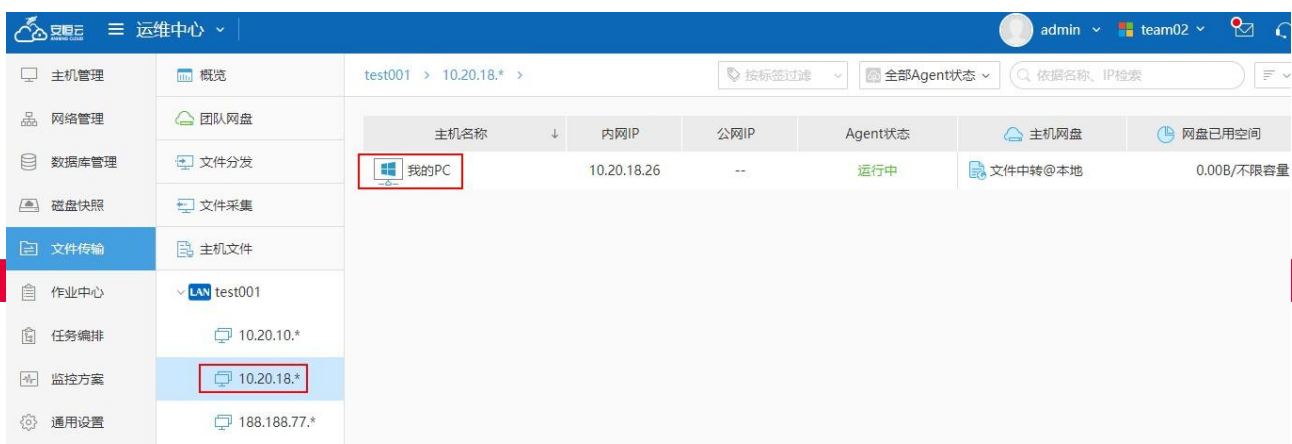 安恒云 ANHENG CLOUD 运维中心 admin team02
主机管理
网络管理
数据库管理
磁盘快照
文件传输
作业中心
任务编排
监控方案
通用设置
概览
团队网盘
文件分发
文件采集
主机文件
LAN test001
10.20.10.*
10.20.18.*
188.188.77.*
test001 > 10.20.18.* > 按标签过滤 全部Agent状态 依据名称、IP检索
主机名称 ↓ 内网IP 公网IP Agent状态 主机网盘 网盘已用空间
我的PC 10.20.18.26 -- 运行中 文件中转@本地 0.00B/不限容量